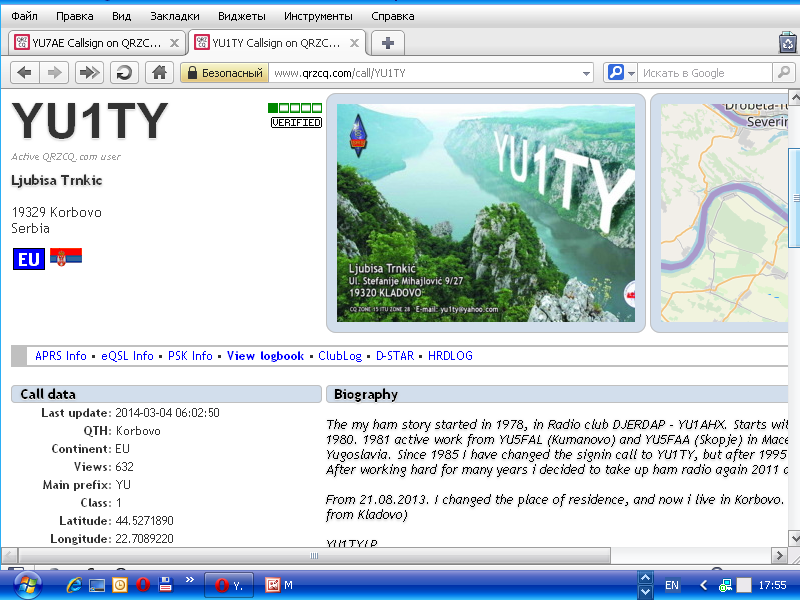 Файл Правка Вид Закладки Виджеты Инструменты Справка
YU7AE Callsign on QRZC... YU1TY Callsign on QRZC...
Безопасный www.qrzcq.com/call/YU1TY Искать в Google
YU1TY
VERIFIED
Active QRZCQ.com user
Ljubisa Trnkic
19329 Korbovo
Serbia
EU
YU1TY
Ljubisa Trnkic
Ul. Stefanije Mihajlović 9/27
19320 KLADOVO
CQ ZONE 15 ITU ZONE 28 E-mail: yu1ty@yahoo.com
Drobeta-T
Severin
APRS Info • eQSL Info • PSK Info • View logbook • ClubLog • D-STAR • HRDLOG
Call data
Last update: 2014-03-04 06:02:50
QTH: Korbovo
Continent: EU
Views: 632
Main prefix: YU
Class: 1
Latitude: 44.5271890
Longitude: 22.7089220
Biography
The my ham story started in 1978, in Radio club DJERDAP - YU1AHX. Starts wit
1980. 1981 active work from YU5FAL (Kumanovo) and YU5FAA (Skopje) in Mace
Yugoslavia. Since 1985 I have changed the signin call to YU1TY, but after 1995
After working hard for many years i decided to take up ham radio again 2011 
From 21.08.2013. I changed the place of residence, and now i live in Korbovo.
from Kladovo)
YU1TY/P
Y. M EN 17:55